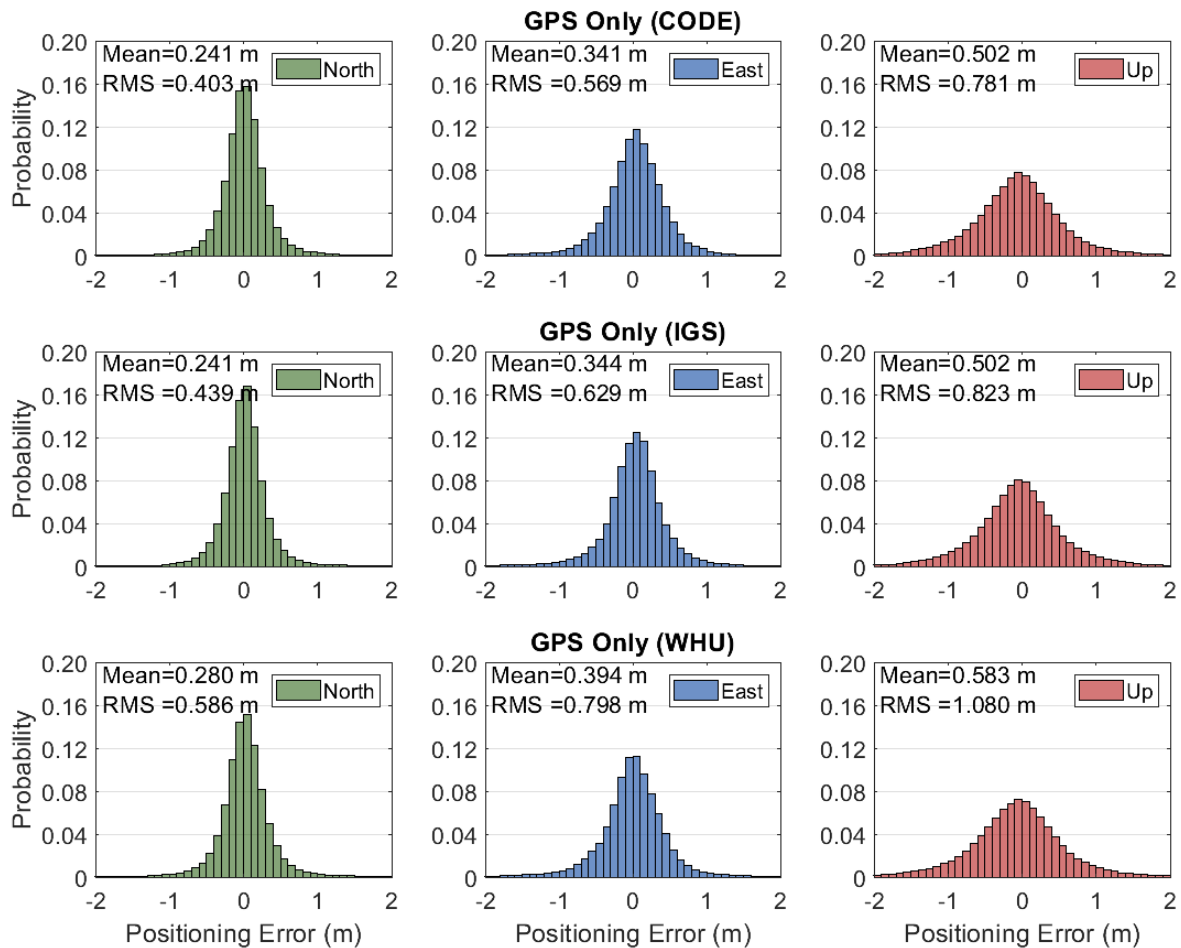 GPS Only (CODE)
0.20
0.16
0.12
0.08
0.04
0
Probability
Mean=0.241 m
RMS =0.403 m
North
-2 -1 0 1 2
0.20
0.16
0.12
0.08
0.04
0
Mean=0.341 m
RMS =0.569 m
East
-2 -1 0 1 2
0.20
0.16
0.12
0.08
0.04
0
Mean=0.502 m
RMS =0.781 m
Up
-2 -1 0 1 2
GPS Only (IGS)
0.20
0.16
0.12
0.08
0.04
0
Probability
Mean=0.241 m
RMS =0.439 m
North
-2 -1 0 1 2
0.20
0.16
0.12
0.08
0.04
0
Mean=0.344 m
RMS =0.629 m
East
-2 -1 0 1 2
0.20
0.16
0.12
0.08
0.04
0
Mean=0.502 m
RMS =0.823 m
Up
-2 -1 0 1 2
GPS Only (WHU)
0.20
0.16
0.12
0.08
0.04
0
Probability
Mean=0.280 m
RMS =0.586 m
North
-2 -1 0 1 2
Positioning Error (m)
0.20
0.16
0.12
0.08
0.04
0
Mean=0.394 m
RMS =0.798 m
East
-2 -1 0 1 2
Positioning Error (m)
0.20
0.16
0.12
0.08
0.04
0
Mean=0.583 m
RMS =1.080 m
Up
-2 -1 0 1 2
Positioning Error (m)